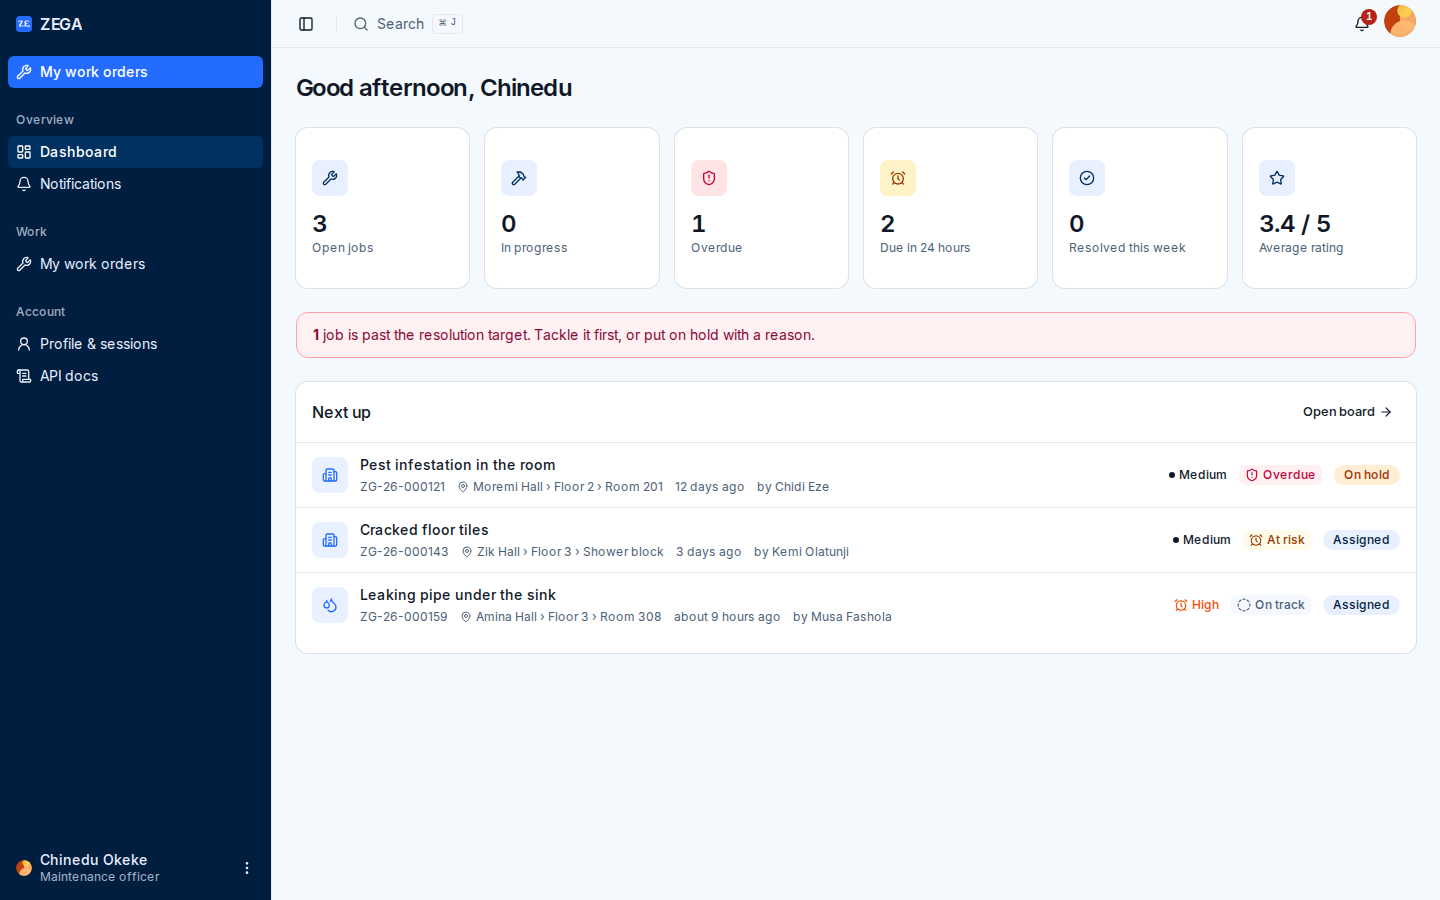 ZE ZEGA
My work orders
Overview
Dashboard
Notifications
Work
My work orders
Account
Profile & sessions
API docs
Chinedu Okeke
Maintenance officer
Search ⌘ J
1
Good afternoon, Chinedu
3
Open jobs
0
In progress
1
Overdue
2
Due in 24 hours
0
Resolved this week
3.4 / 5
Average rating
1 job is past the resolution target. Tackle it first, or put on hold with a reason.
Next up
Open board →
Pest infestation in the room
ZG-26-000121 Moremi Hall › Floor 2 › Room 201 12 days ago by Chidi Eze
Medium Overdue On hold
Cracked floor tiles
ZG-26-000143 Zik Hall › Floor 3 › Shower block 3 days ago by Kemi Olatunji
Medium At risk Assigned
Leaking pipe under the sink
ZG-26-000159 Amina Hall › Floor 3 › Room 308 about 9 hours ago by Musa Fashola
High On track Assigned